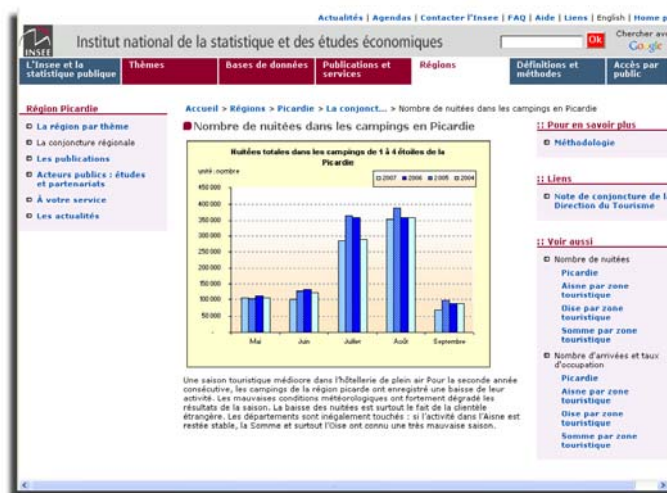 Actualités | Agendas | Contacter l'Insee | FAQ | Aide | Liens | English | Home p
INSEE
Institut national de la statistique et des études économiques
Ok
Chercher ave
Google
L'Insee et la statistique publique
Thèmes
Bases de données
Publications et services
Régions
Définitions et méthodes
Accès par public
Région Picardie
La région par thème
La conjoncture régionale
Les publications
Acteurs publics : études et partenariats
À votre service
Les actualités
Accueil > Régions > Picardie > La conjonct... > Nombre de nuitées dans les campings en Picardie
Nombre de nuitées dans les campings en Picardie
Nuitées totales dans les campings de 1 à 4 étoiles de la
Picardie
unité : nombre
2007 2006 2005 2004
450 000
400 000
350 000
300 000
250 000
200 000
150 000
100 000
50 000
-
Mai Juin Juillet Août Septembre
Une saison touristique médiocre dans l'hôtellerie de plein air Pour la seconde année
consécutive, les campings de la région picarde ont enregistré une baisse de leur
activité. Les mauvaises conditions météorologiques ont fortement dégradé les
résultats de la saison. La baisse des nuitées est surtout le fait de la clientèle
étrangère. Les départements sont inégalement touchés : si l'activité dans l'Aisne est
restée stable, la Somme et surtout l'Oise ont connu une très mauvaise saison.
:: Pour en savoir plus
Méthodologie
:: Liens
Note de conjoncture de la
Direction du Tourisme
:: Voir aussi
Nombre de nuitées
Picardie
Aisne par zone
touristique
Oise par zone
touristique
Somme par zone
touristique
Nombre d'arrivées et taux
d'occupation
Picardie
Aisne par zone
touristique
Oise par zone
touristique
Somme par zone
touristique